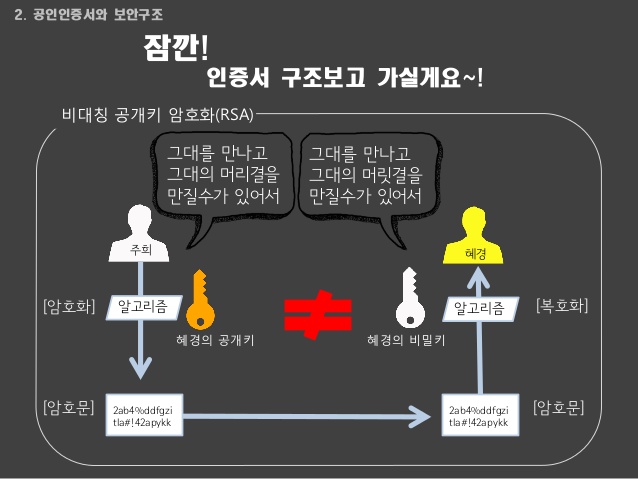 2. 공인인증서와 보안구조
잠깐!
인증서 구조보고 가실게요~!
비대칭 공개키 암호화(RSA)
그대를 만나고
그대의 머리결을
만질수가 있어서
그대를 만나고
그대의 머릿결을
만질수가 있어서
주희
혜경
[암호화]
알고리즘
알고리즘
[복호화]
혜경의 공개키
혜경의 비밀키
[암호문]
2ab4%ddfgzi
tla#!42apykk
2ab4%ddfgzi
tla#!42apykk
[암호문]